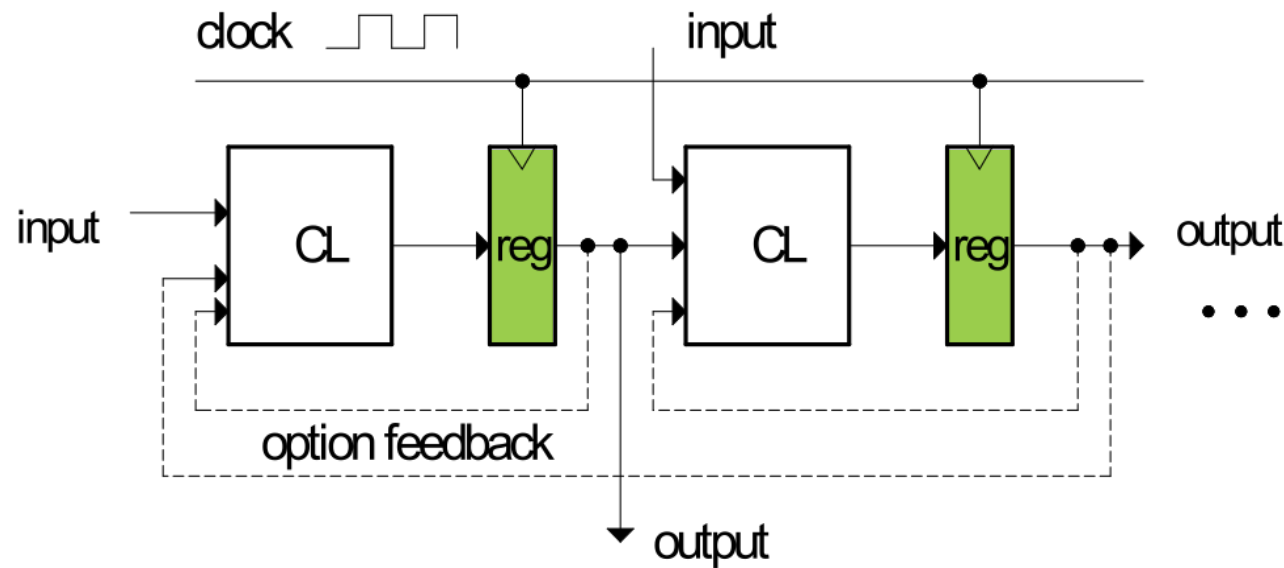 clock
input
input
CL
reg
CL
reg
output
option feedback
output